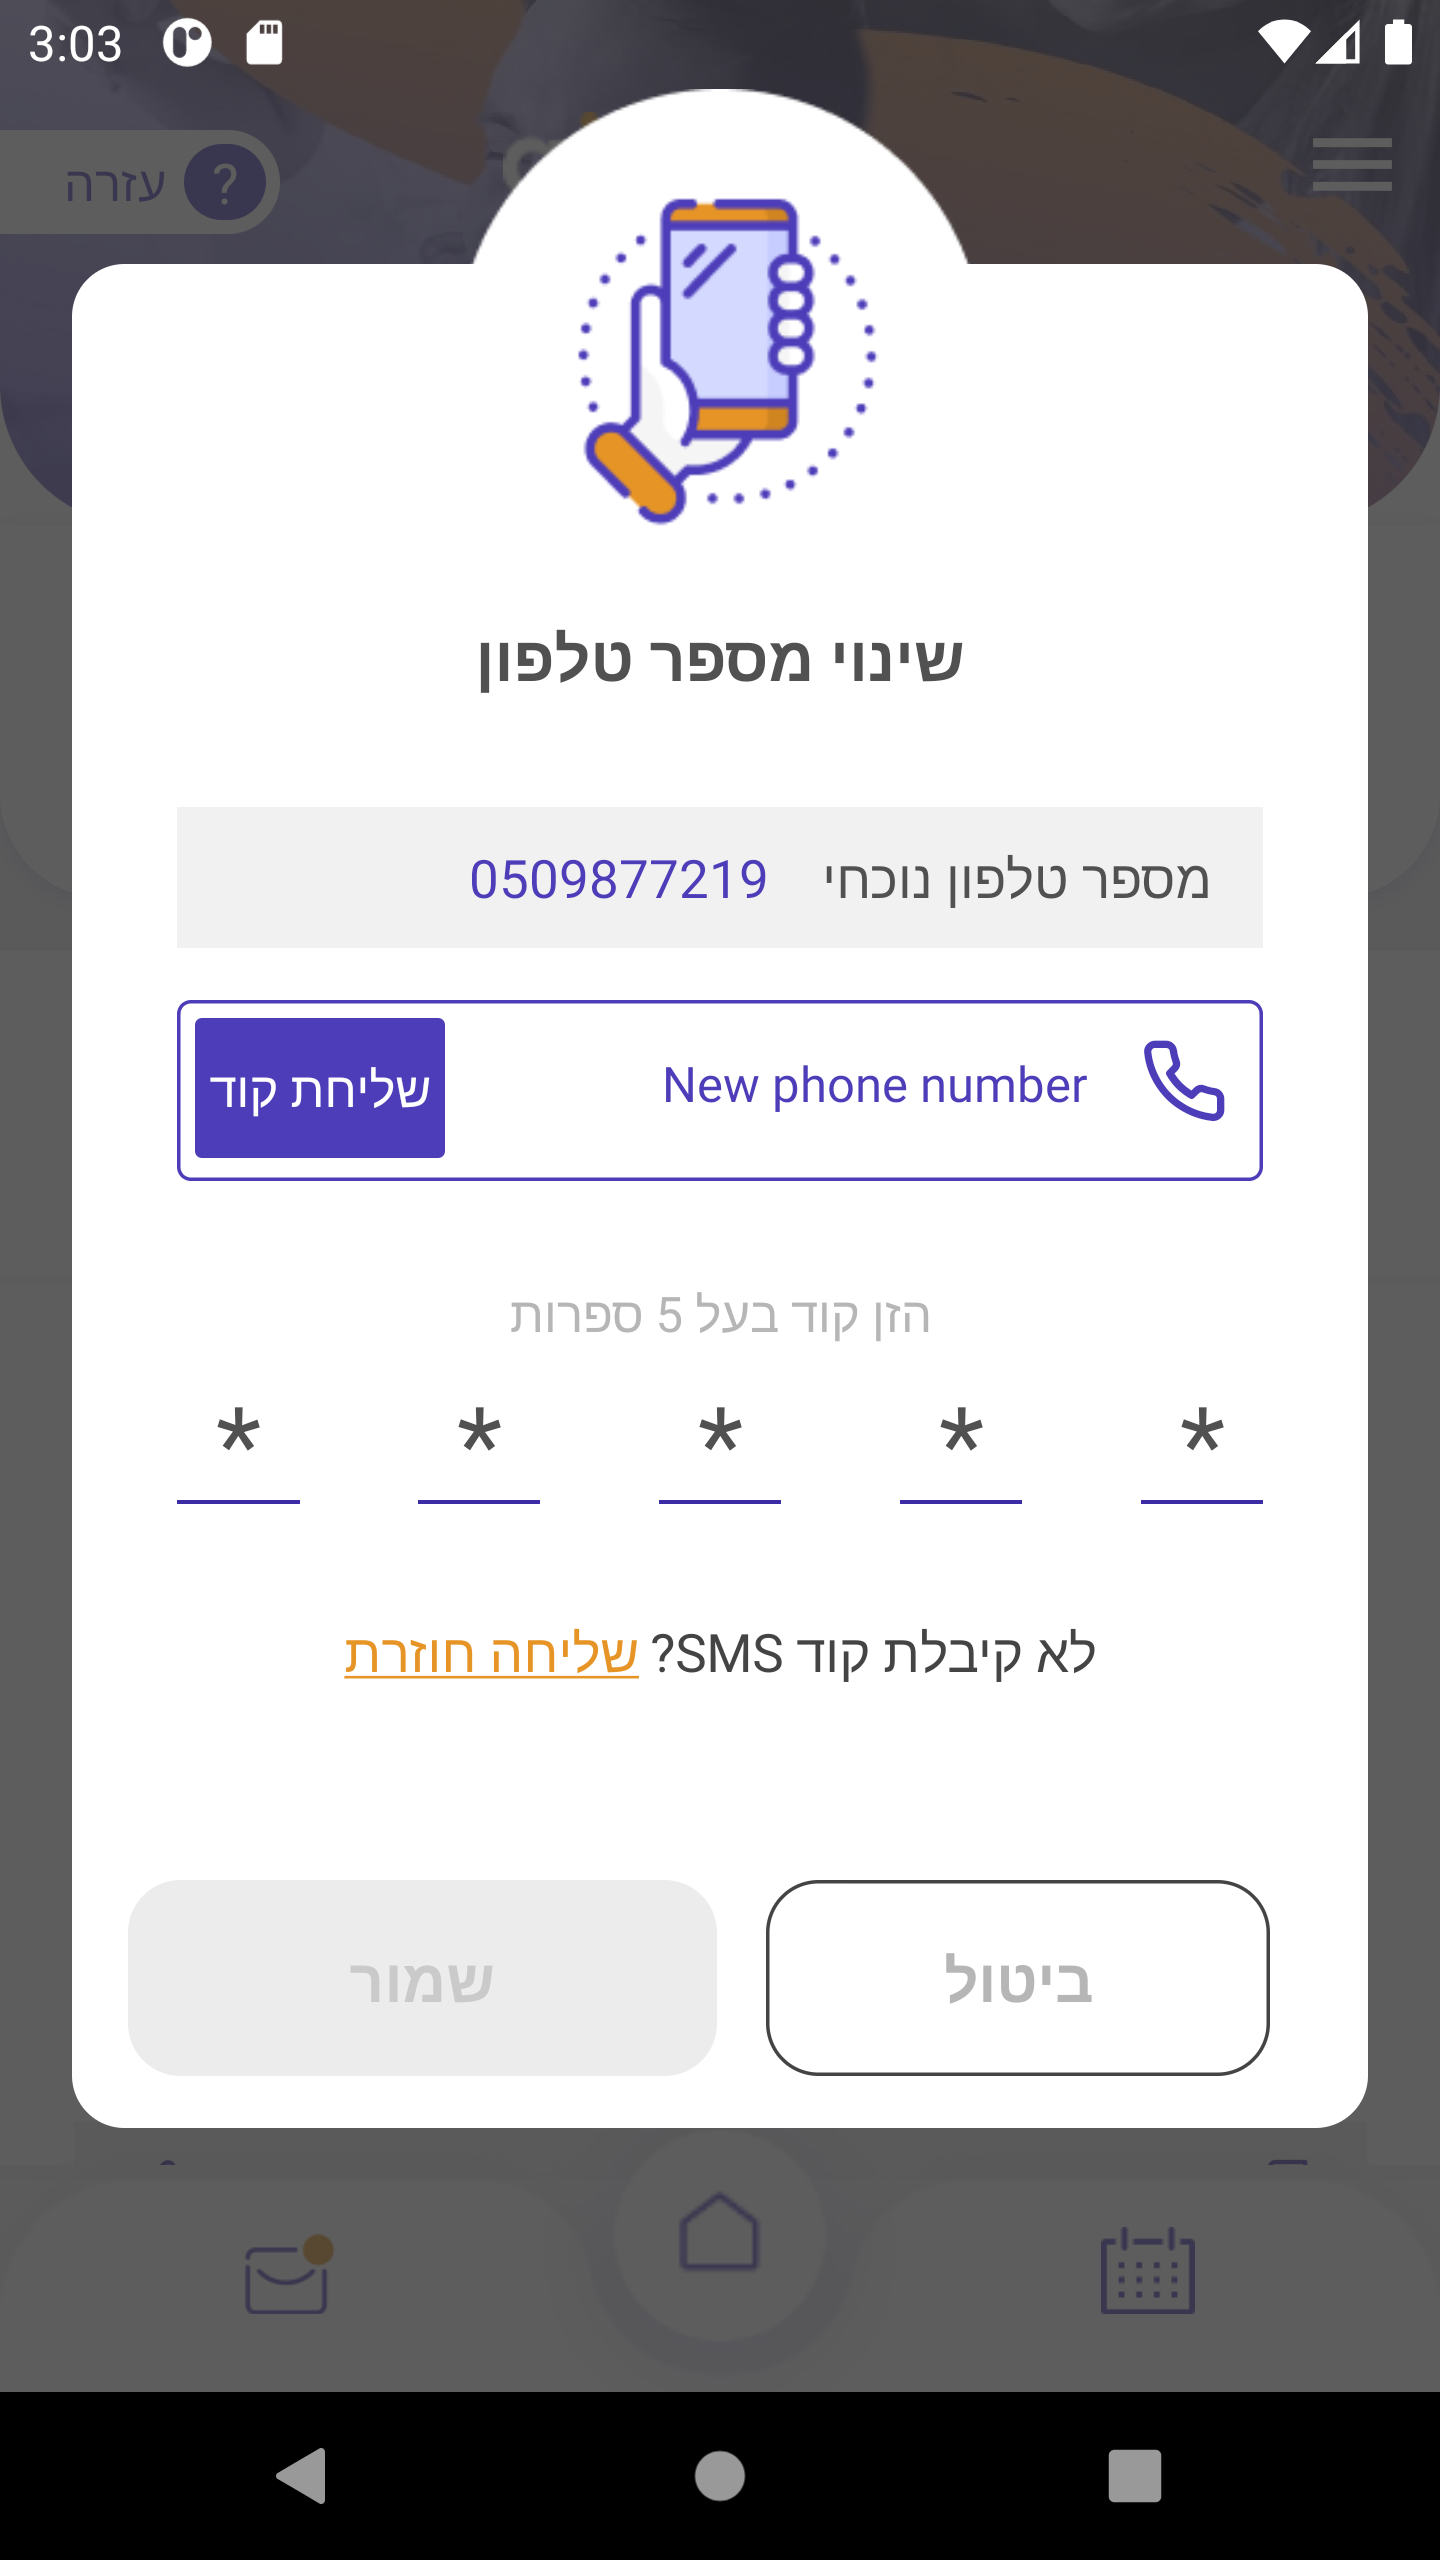 3:03
? עזרה
שינוי מספר טלפון
מספר טלפון נוכחי 0509877219
New phone number שליחת קוד
הזן קוד בעל 5 ספרות
* * * * *
לא קיבלת קוד SMS? שליחה חוזרת
ביטול שמור